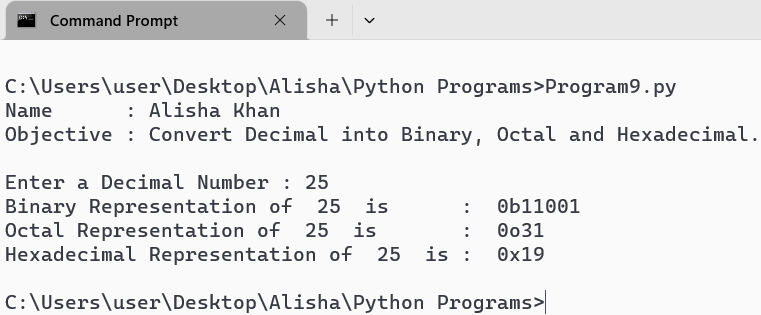 Command Prompt
C:\Users\user\Desktop\Alisha\Python Programs>Program9.py
Name      : Alisha Khan
Objective : Convert Decimal into Binary, Octal and Hexadecimal.
Enter a Decimal Number : 25
Binary Representation of  25  is      :  0b11001
Octal Representation of  25  is       :  0o31
Hexadecimal Representation of  25  is :  0x19
C:\Users\user\Desktop\Alisha\Python Programs>